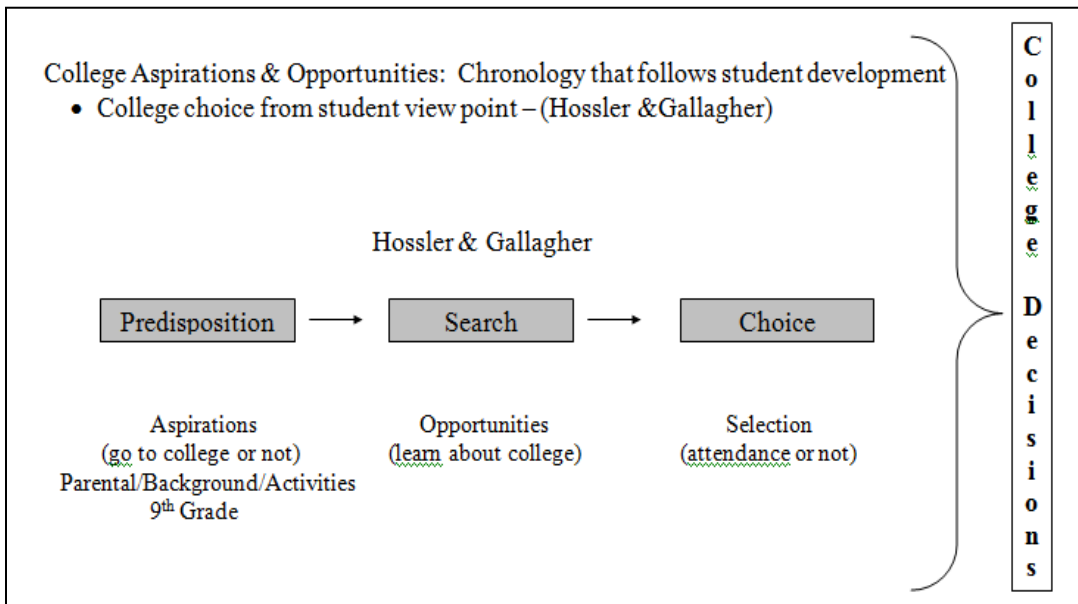 College Aspirations & Opportunities: Chronology that follows student development
• College choice from student view point – (Hossler &Gallagher)
Hossler & Gallagher
Predisposition
Search
Choice
Aspirations
(go to college or not)
Parental/Background/Activities
9th Grade
Opportunities
(learn about college)
Selection
(attendance or not)
College Decisions